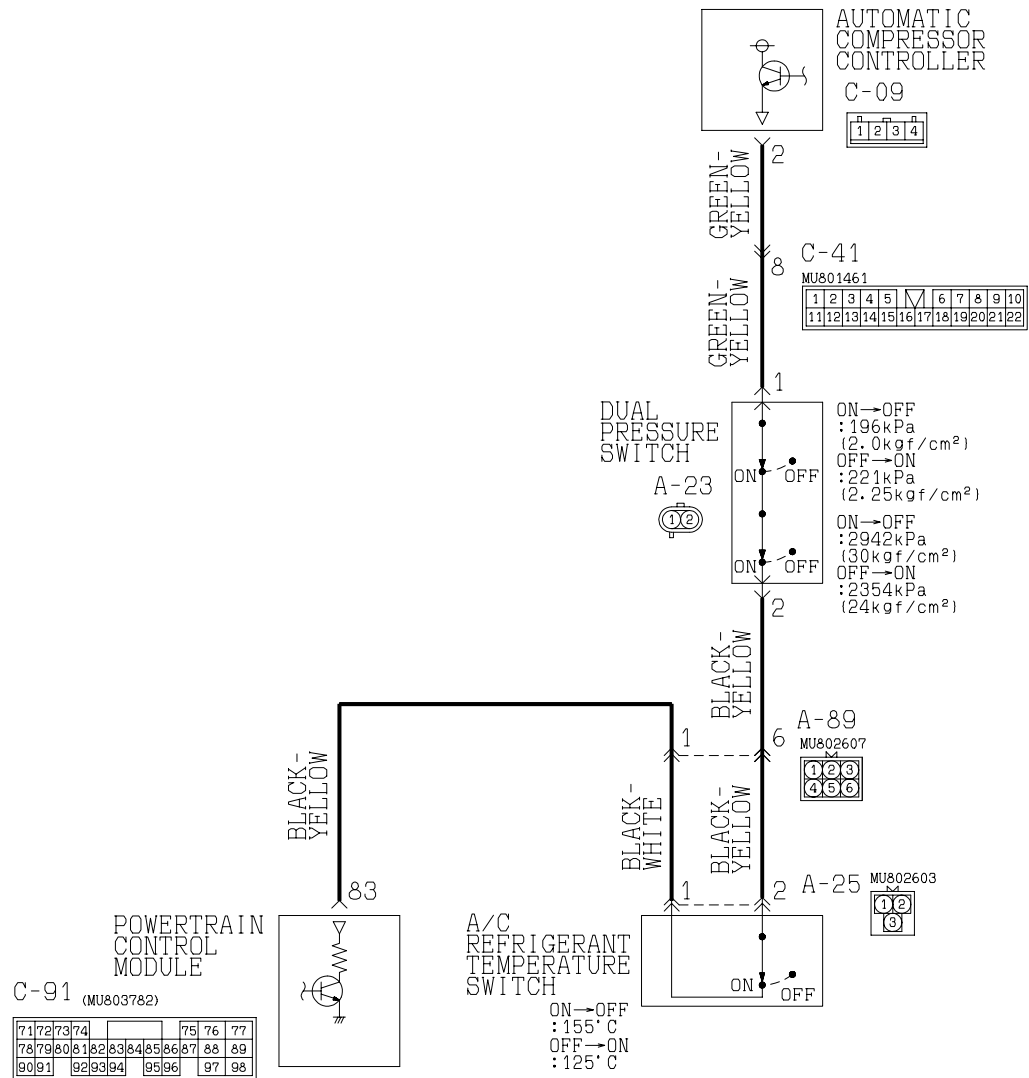 AUTOMATIC
COMPRESSOR
CONTROLLER
C-09
1 2 3 4
2
GREEN-
YELLOW
C-41
8
MU801461
1 2 3 4 5 6 7 8 9 10
11 12 13 14 15 16 17 18 19 20 21 22
GREEN-
YELLOW
1
DUAL
PRESSURE
SWITCH
A-23
1 2
ON OFF
ON OFF
ON→OFF
:196kPa
(2.0kgf/cm²)
OFF→ON
:221kPa
(2.25kgf/cm²)
ON→OFF
:2942kPa
(30kgf/cm²)
OFF→ON
:2354kPa
(24kgf/cm²)
2
BLACK-
YELLOW
1 6
A-89
MU802607
1 2 3
4 5 6
BLACK-
YELLOW
BLACK-
WHITE
BLACK-
YELLOW
83
1 2
A-25 MU802603
1 2
3
POWERTRAIN
CONTROL
MODULE
C-91 (MU803782)
71 72 73 74 75 76 77
78 79 80 81 82 83 84 85 86 87 88 89
90 91 92 93 94 95 96 97 98
A/C
REFRIGERANT
TEMPERATURE
SWITCH
ON OFF
ON→OFF
:155°C
OFF→ON
:125°C